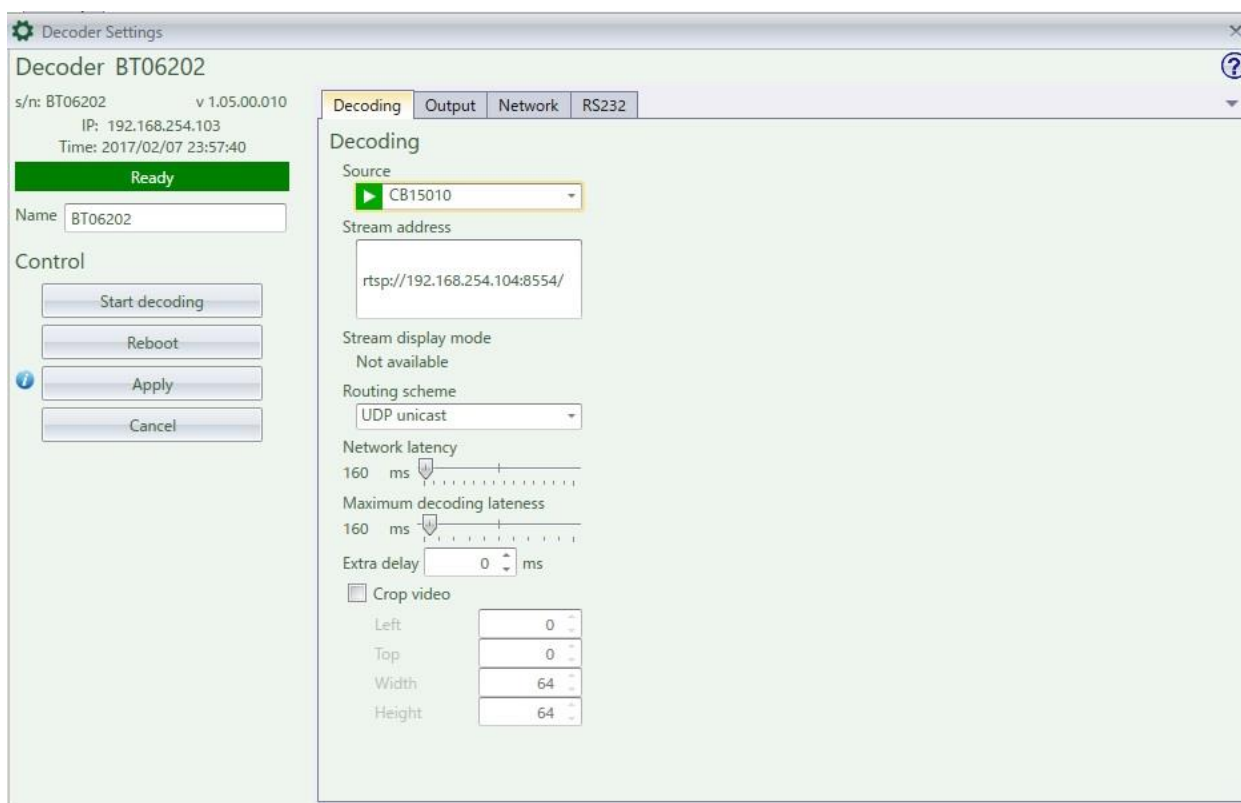 Decoder Settings
Decoder BT06202
s/n: BT06202 v 1.05.00.010
IP: 192.168.254.103
Time: 2017/02/07 23:57:40
Ready
Name BT06202
Control
Start decoding
Reboot
Apply
Cancel
Decoding Output Network RS232
Decoding
Source
CB15010
Stream address
rtsp://192.168.254.104:8554/
Stream display mode
Not available
Routing scheme
UDP unicast
Network latency
160 ms
Maximum decoding lateness
160 ms
Extra delay 0 ms
Crop video
Left 0
Top 0
Width 64
Height 64